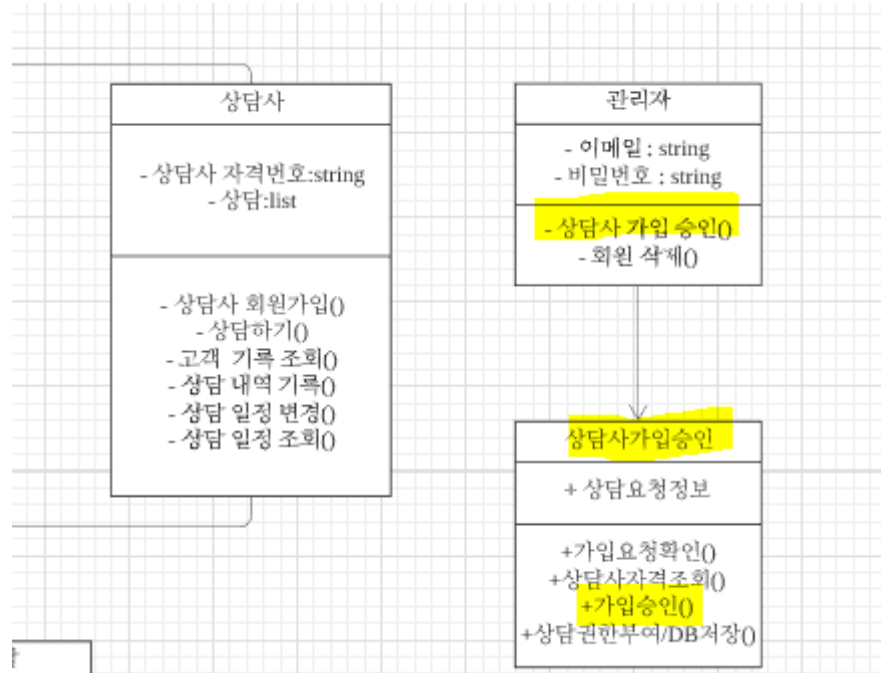 상담사
- 상담사 자격번호:string
- 상담:list
- 상담사 회원가입()
- 상담하기()
- 고객 기록 조회()
- 상담 내역 기록()
- 상담 일정 변경()
- 상담 일정 조회()
관리자
- 이메일 : string
- 비밀번호 : string
- 상담사 가입 승인()
- 회원 삭제()
상담사가입승인
+ 상담요청정보
+가입요청확인()
+상담사자격조회()
+가입승인()
+상담권한부여/DB저장()